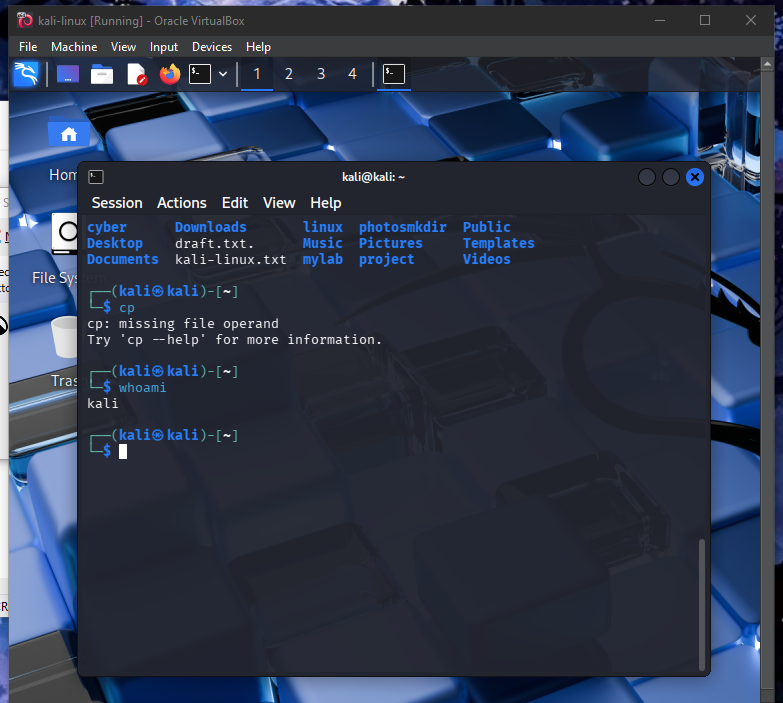 kali-linux [Running] - Oracle VirtualBox
File Machine View Input Devices Help
1 2 3 4
kali@kali: ~
Session Actions Edit View Help
cyber Downloads linux photosmkdir Public
Desktop draft.txt. Music Pictures Templates
Documents kali-linux.txt mylab project Videos
┌──(kali㉿kali)-[~]
└─$ cp
cp: missing file operand
Try 'cp --help' for more information.
┌──(kali㉿kali)-[~]
└─$ whoami
kali
┌──(kali㉿kali)-[~]
└─$
Hom
File Sys
Tras